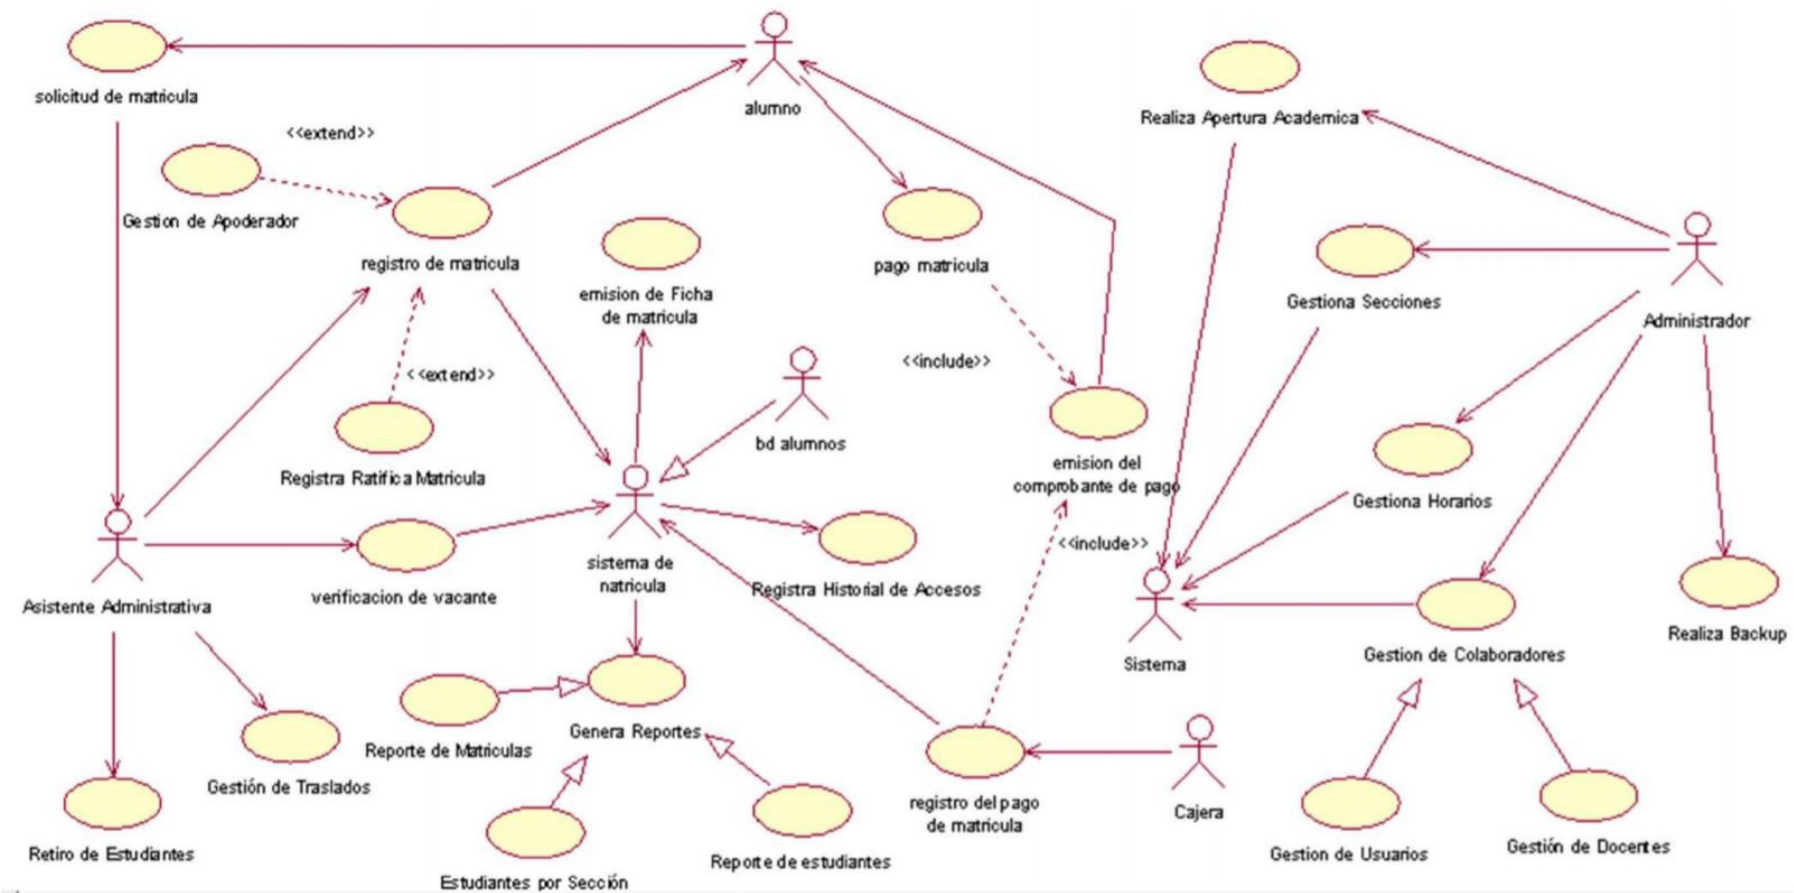 solicitud de matricula
alumno
Realiza Apertura Academica
<<extend>>
Gestion de Apoderador
registro de matricula
emision de Ficha
de matricula
pago matricula
Gestiona Secciones
Administrador
<<include>>
<<extend>>
bd alumnos
Registra Ratifica Matricula
emision del
comprobante de pago
Gestiona Horarios
<<include>>
Asistente Administrativa
verificacion de vacante
sistema de
natricula
Registra Historial de Accesos
Sistema
Gestion de Colaboradores
Realiza Backup
Reporte de Matriculas
Genera Reportes
Gestión de Traslados
registro del pago
de matricula
Cajera
Retiro de Estudiantes
Estudiantes por Sección
Reporte de estudiantes
Gestion de Usuarios
Gestión de Docentes